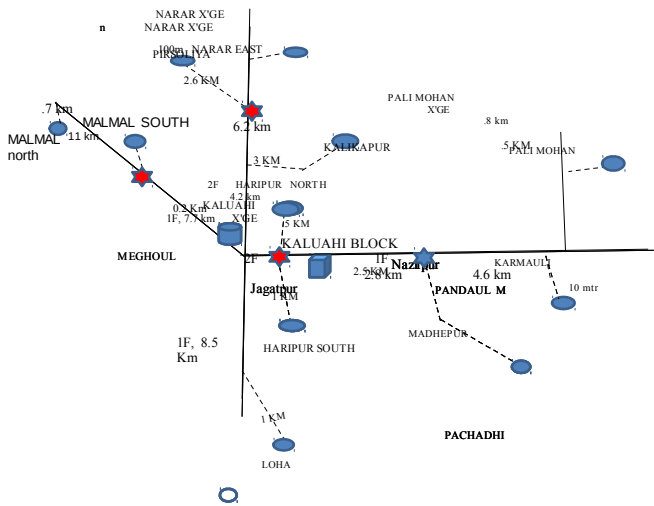 NARAR X'GE
n
NARAR X'GE
100m
NARAR EAST
PIRSOLIYA
2.6 KM
PALI MOHAN
X'GE
.7 km
MALMAL SOUTH
6.2 km
.8 km
11 km
MALMAL
north
KALIKAPUR
.5 KM
PALI MOHAN
3 KM
2F HARIPUR NORTH
4.2 km
0.2 Km
KALUAHI
1F, 7.7 km
X'GE
.5 KM
KALUAHI BLOCK
MEGHOUL
2F
1F
Nazirpur
KARMAULI
2.5 KM
2.8 km
4.6 km
Jagatpur
1 KM
PANDAUL M
10 mtr
MADHEPUR
1F, 8.5
Km
HARIPUR SOUTH
1 KM
PACHADHI
LOHA